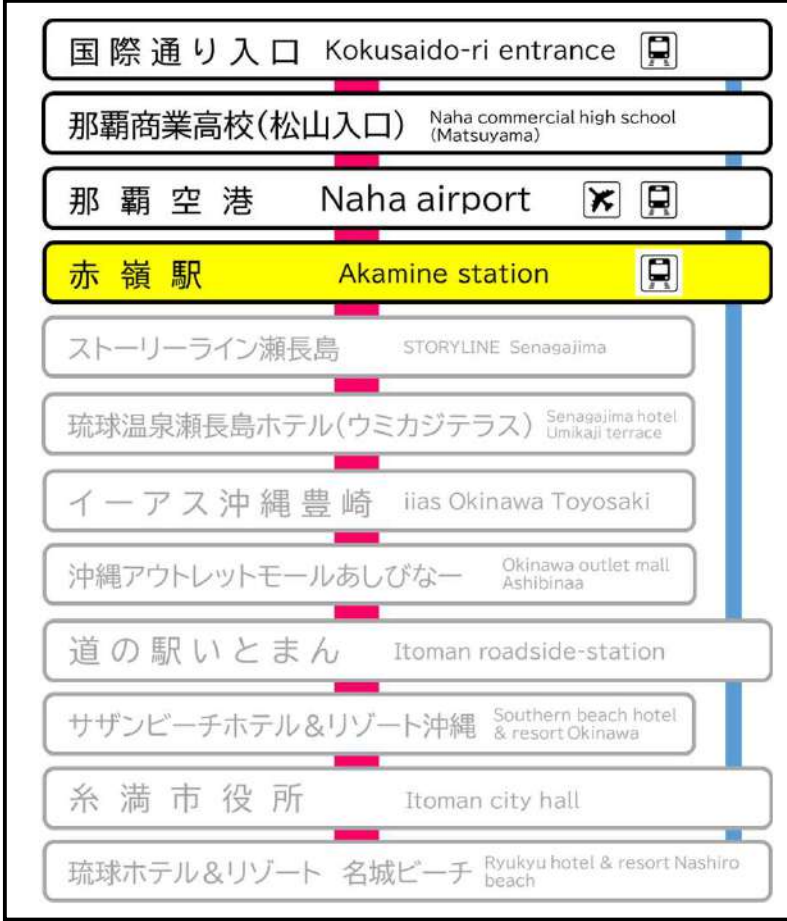 国際通り入口 Kokusaido-ri entrance
那覇商業高校(松山入口) Naha commercial high school
(Matsuyama)
那覇空港 Naha airport
赤嶺駅 Akamine station
ストーリーライン瀬長島 STORYLINE Senagajima
琉球温泉瀬長島ホテル(ウミカジテラス) Senagajima hotel
Umikaji terrace
イーアス沖縄豊崎 iias Okinawa Toyosaki
沖縄アウトレットモールあしびなー Okinawa outlet mall
Ashibinaa
道の駅いとまん Itoman roadside-station
サザンビーチホテル&リゾート沖縄 Southern beach hotel
& resort Okinawa
糸満市役所 Itoman city hall
琉球ホテル&リゾート 名城ビーチ Ryukyu hotel & resort Nashiro
beach